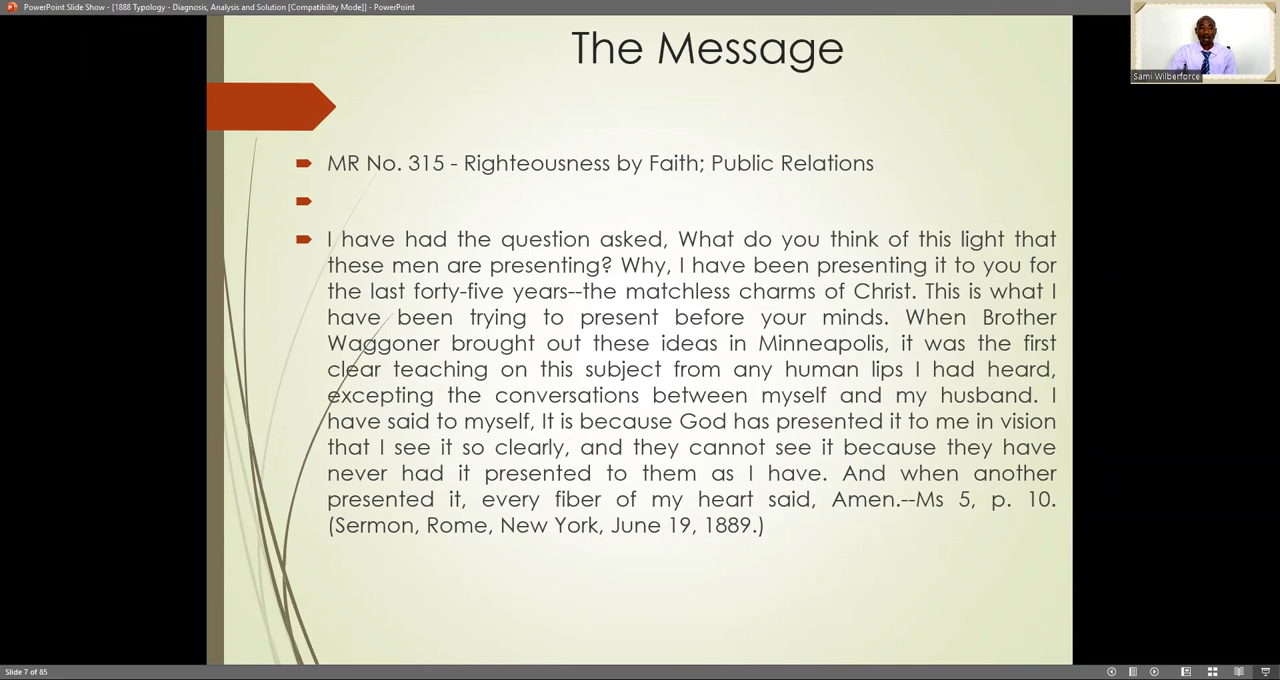 PowerPoint Slide Show - [1888 Typology - Diagnosis, Analysis and Solution [Compatibility Mode]] - PowerPoint
The Message
Sami Wilberforce
MR No. 315 - Righteousness by Faith; Public Relations
I have had the question asked, What do you think of this light that
these men are presenting? Why, I have been presenting it to you for
the last forty-five years--the matchless charms of Christ. This is what I
have been trying to present before your minds. When Brother
Waggoner brought out these ideas in Minneapolis, it was the first
clear teaching on this subject from any human lips I had heard,
excepting the conversations between myself and my husband. I
have said to myself, It is because God has presented it to me in vision
that I see it so clearly, and they cannot see it because they have
never had it presented to them as I have. And when another
presented it, every fiber of my heart said, Amen.--Ms 5, p. 10.
(Sermon, Rome, New York, June 19, 1889.)
Slide 7 of 85